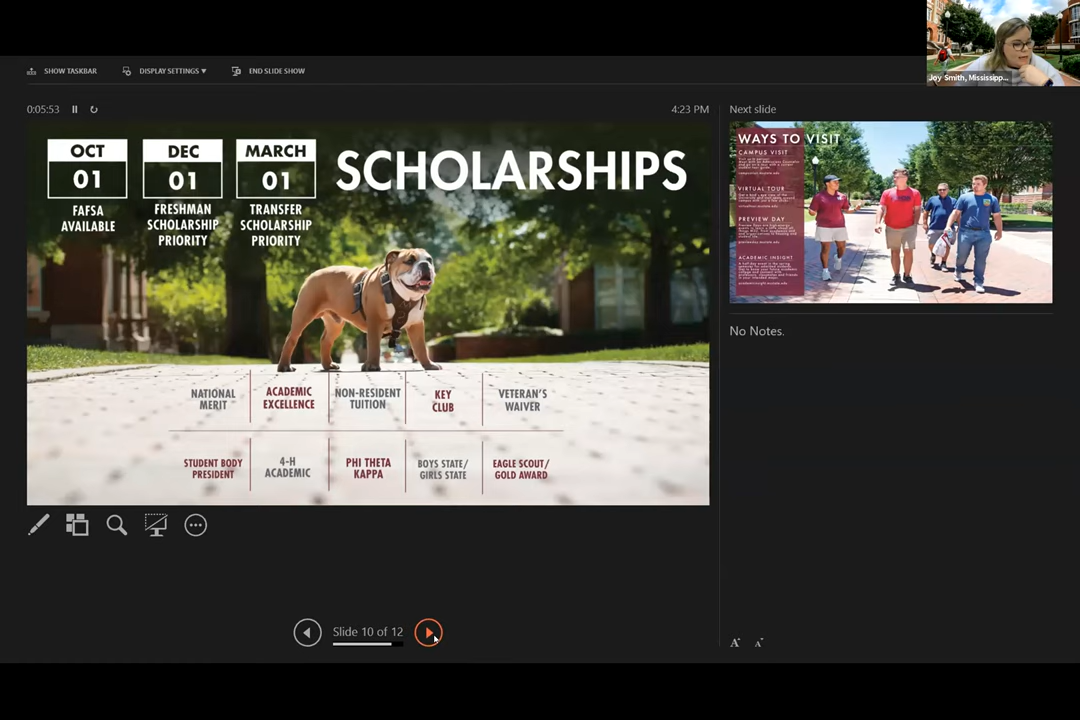 Joy Smith, Mississipp...
SHOW TASKBAR
DISPLAY SETTINGS ▼
END SLIDE SHOW
0:05:53
4:23 PM
Next slide
OCT
01
FAFSA
AVAILABLE
DEC
01
FRESHMAN
SCHOLARSHIP
PRIORITY
MARCH
01
TRANSFER
SCHOLARSHIP
PRIORITY
SCHOLARSHIPS
NATIONAL
MERIT
ACADEMIC
EXCELLENCE
NON-RESIDENT
TUITION
KEY
CLUB
VETERAN'S
WAIVER
STUDENT BODY
PRESIDENT
4-H
ACADEMIC
PHI THETA
KAPPA
BOYS STATE/
GIRLS STATE
EAGLE SCOUT/
GOLD AWARD
WAYS TO VISIT
CAMPUS VISIT
VIRTUAL TOUR
PREVIEW DAY
ACADEMIC INSIGHT
No Notes.
Slide 10 of 12
A
A